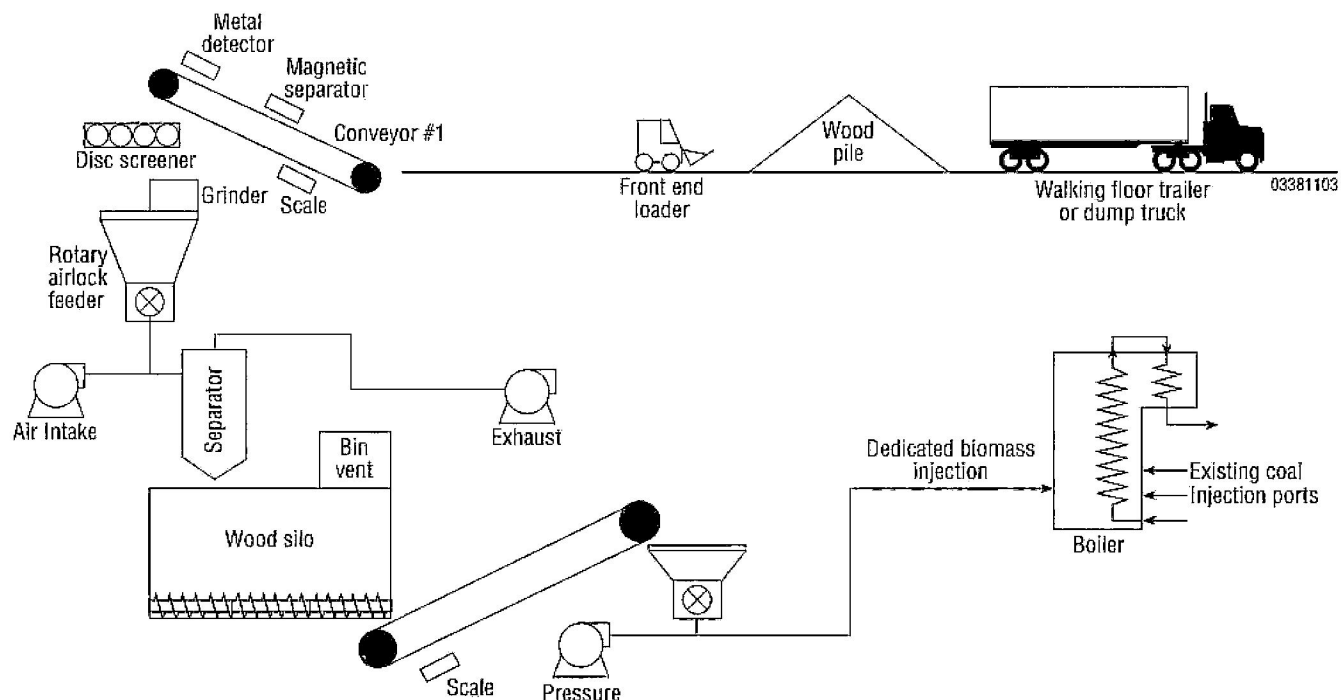 Metal
detector
Magnetic
separator
Conveyor #1
Disc screener
Grinder
Scale
Front end
loader
Wood
pile
Walking floor trailer
or dump truck
03381103
Rotary
airlock
feeder
Air Intake
Separator
Exhaust
Bin
vent
Wood silo
Scale
Pressure
Dedicated biomass
injection
Existing coal
Injection ports
Boiler